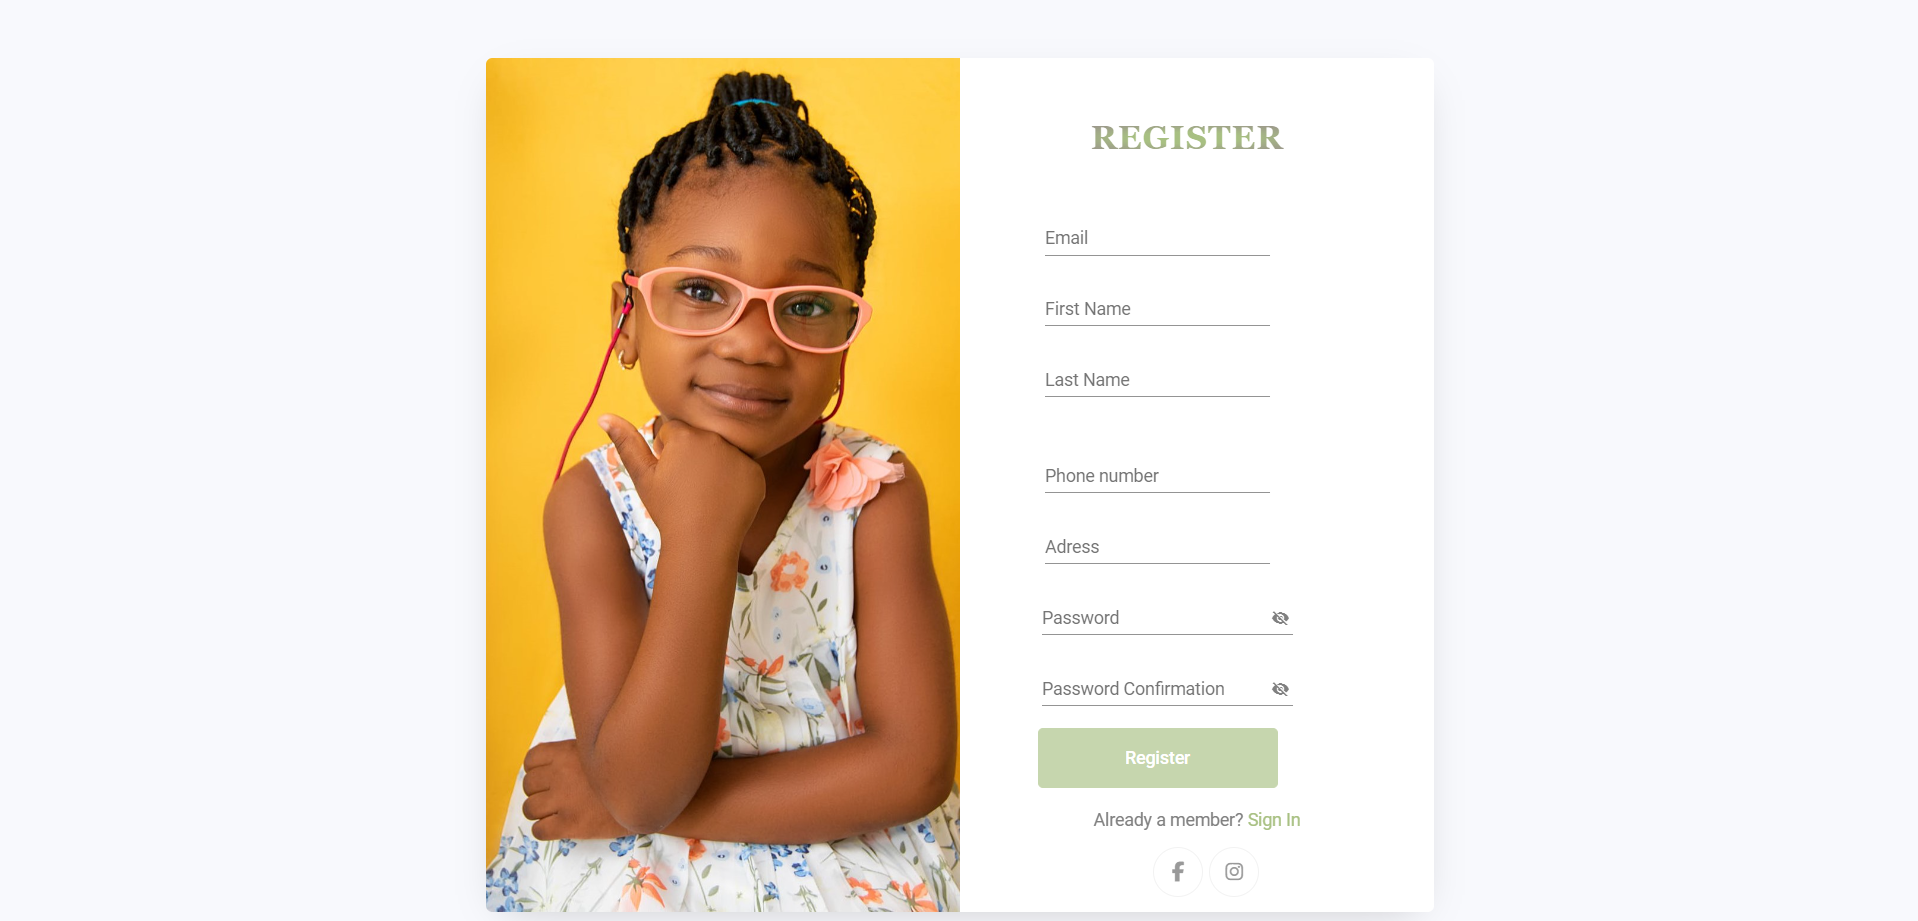 REGISTER
Email
First Name
Last Name
Phone number
Adress
Password
Password Confirmation
Register
Already a member? Sign In